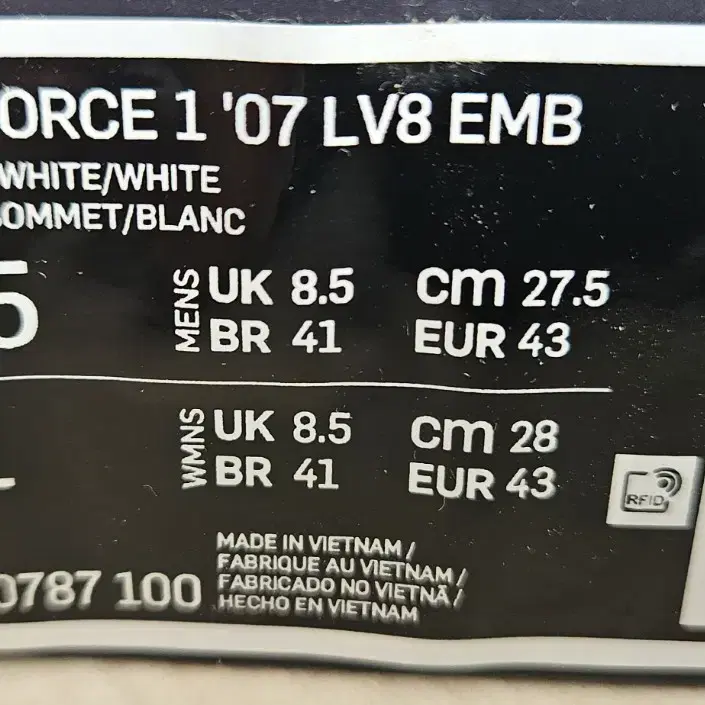 ORCE 1 '07 LV8 EMB
WHITE/WHITE
OMMET/BLANC
5
MENS
UK 8.5 CM 27.5
BR 41 EUR 43
WMNS
UK 8.5 CM 28
BR 41 EUR 43
RFID
MADE IN VIETNAM /
FABRIQUE AU VIETNAM /
FABRICADO NO VIETNÃ /
HECHO EN VIETNAM
0787 100